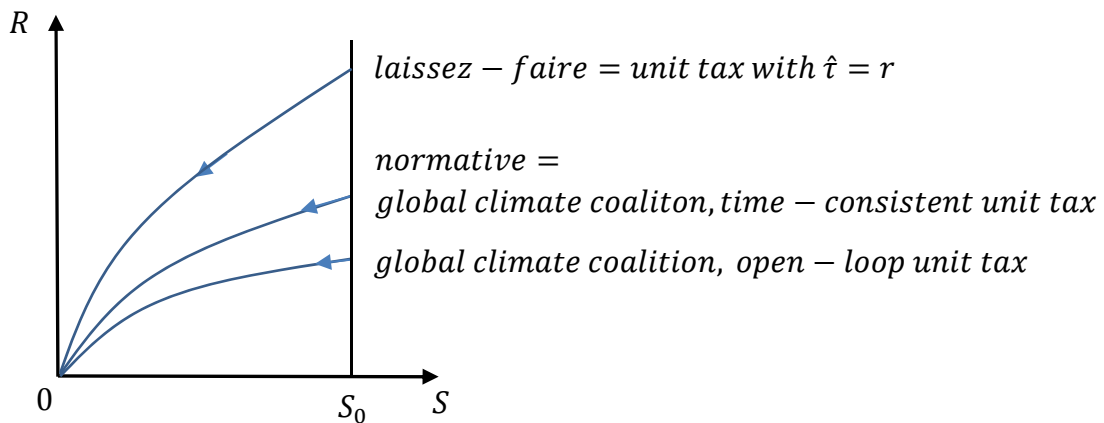 R
laissez − faire = unit tax with τ̂ = r
normative =
global climate coaliton, time − consistent unit tax
global climate coalition, open − loop unit tax
0
S₀
S